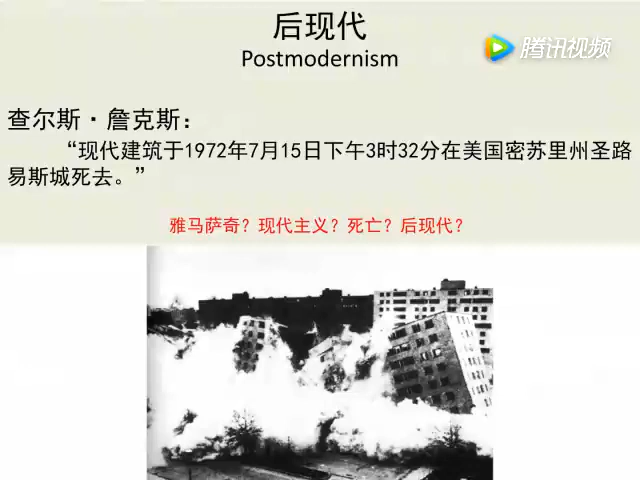 后现代
Postmodernism
腾讯视频
查尔斯·詹克斯：
“现代建筑于1972年7月15日下午3时32分在美国密苏里州圣路
易斯城死去。”
雅马萨奇？现代主义？死亡？后现代？